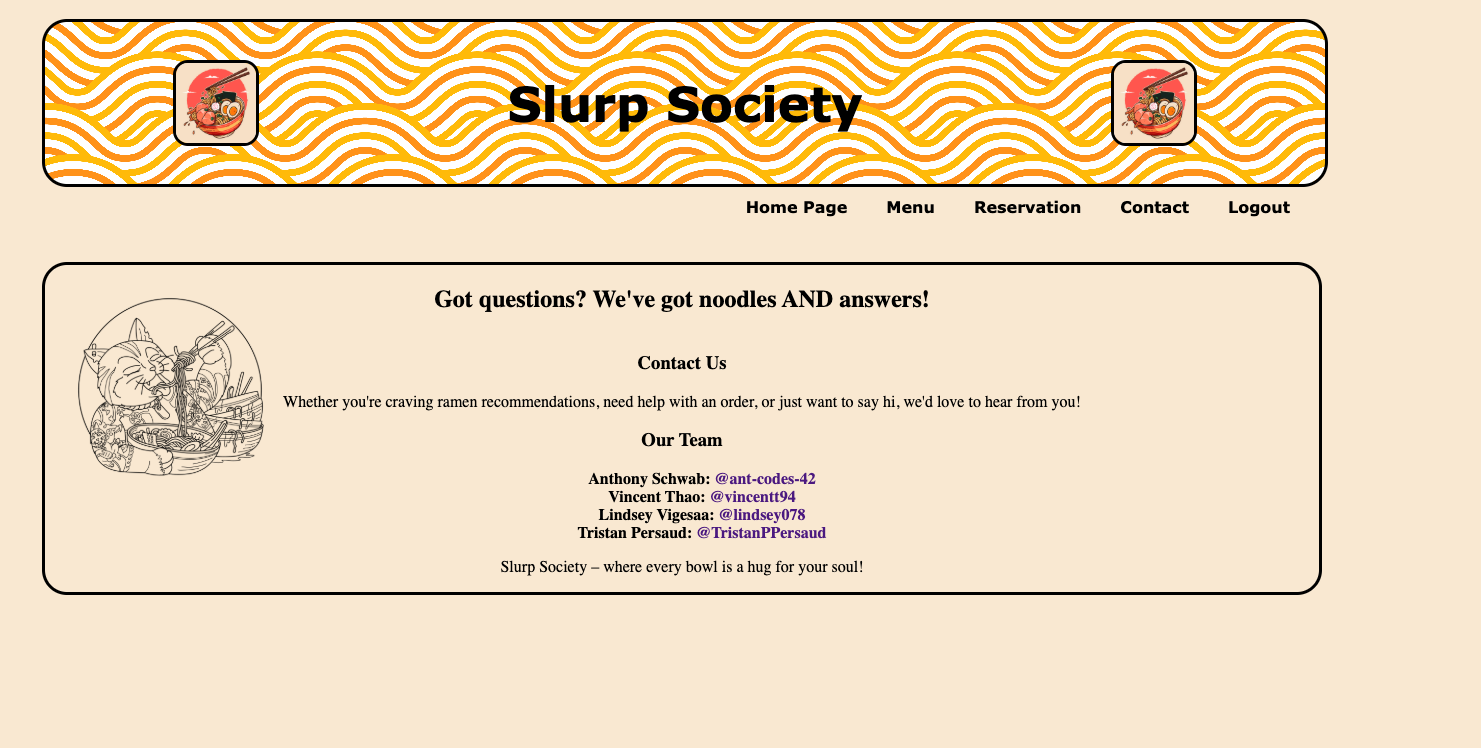 Slurp Society
Home Page Menu Reservation Contact Logout
Got questions? We've got noodles AND answers!
Contact Us
Whether you're craving ramen recommendations, need help with an order, or just want to say hi, we'd love to hear from you!
Our Team
Anthony Schwab: @ant-codes-42
Vincent Thao: @vincentt94
Lindsey Vigesaa: @lindsey078
Tristan Persaud: @TristanPPersaud
Slurp Society – where every bowl is a hug for your soul!